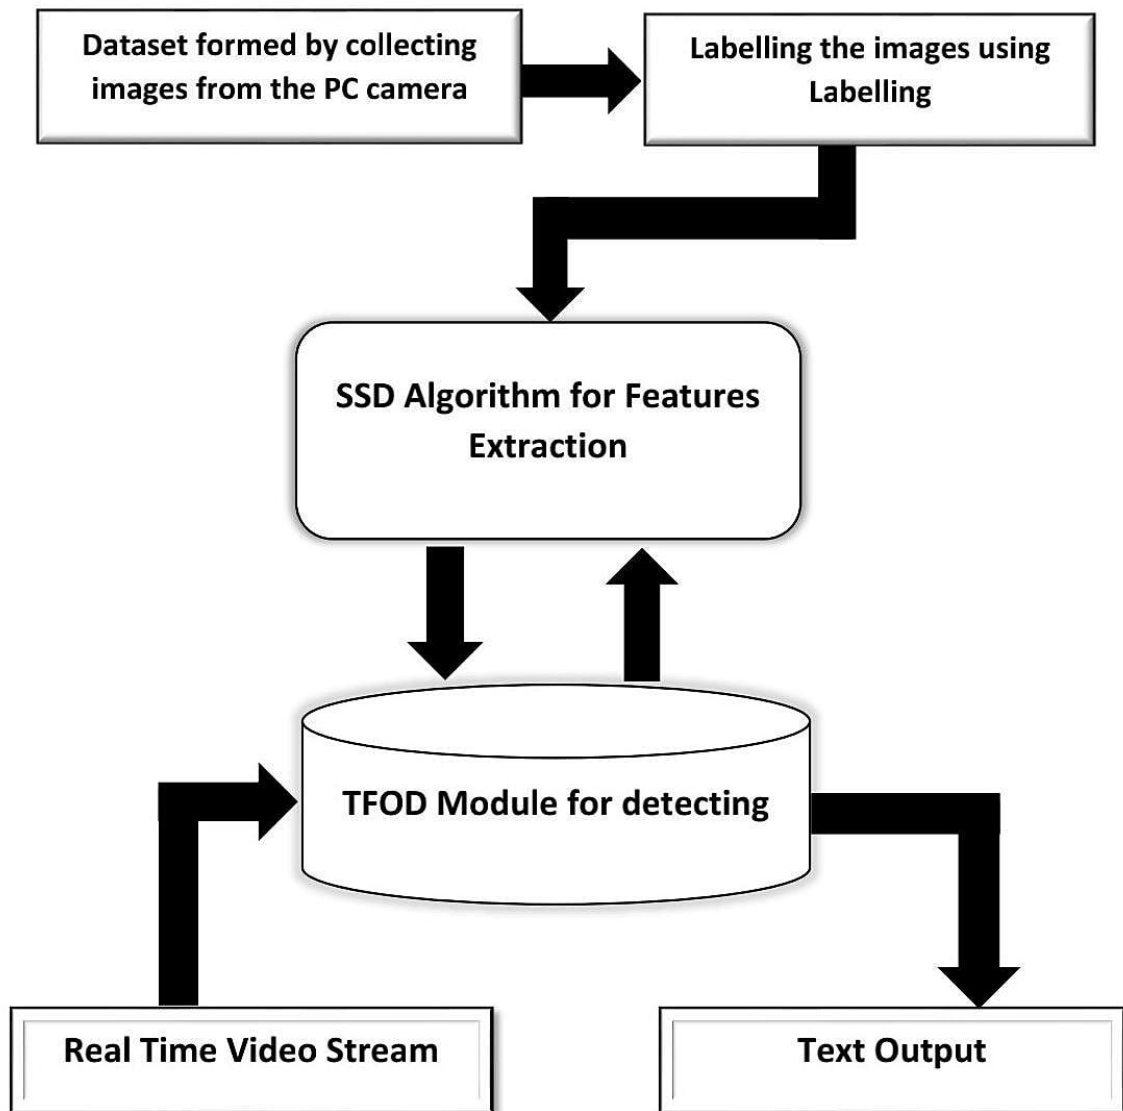 Dataset formed by collecting
images from the PC camera
Labelling the images using
Labelling
SSD Algorithm for Features
Extraction
TFOD Module for detecting
Real Time Video Stream
Text Output